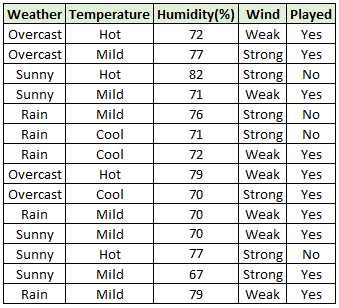 Weather Temperature Humidity(%) Wind Played
Overcast Hot 72 Weak Yes
Overcast Mild 77 Strong Yes
Sunny Hot 82 Strong No
Sunny Mild 71 Weak Yes
Rain Mild 76 Strong No
Rain Cool 71 Strong No
Rain Cool 72 Weak Yes
Overcast Hot 79 Weak Yes
Overcast Cool 70 Strong Yes
Rain Mild 70 Weak Yes
Sunny Mild 70 Weak Yes
Sunny Hot 77 Strong No
Sunny Mild 67 Strong Yes
Rain Mild 79 Weak Yes